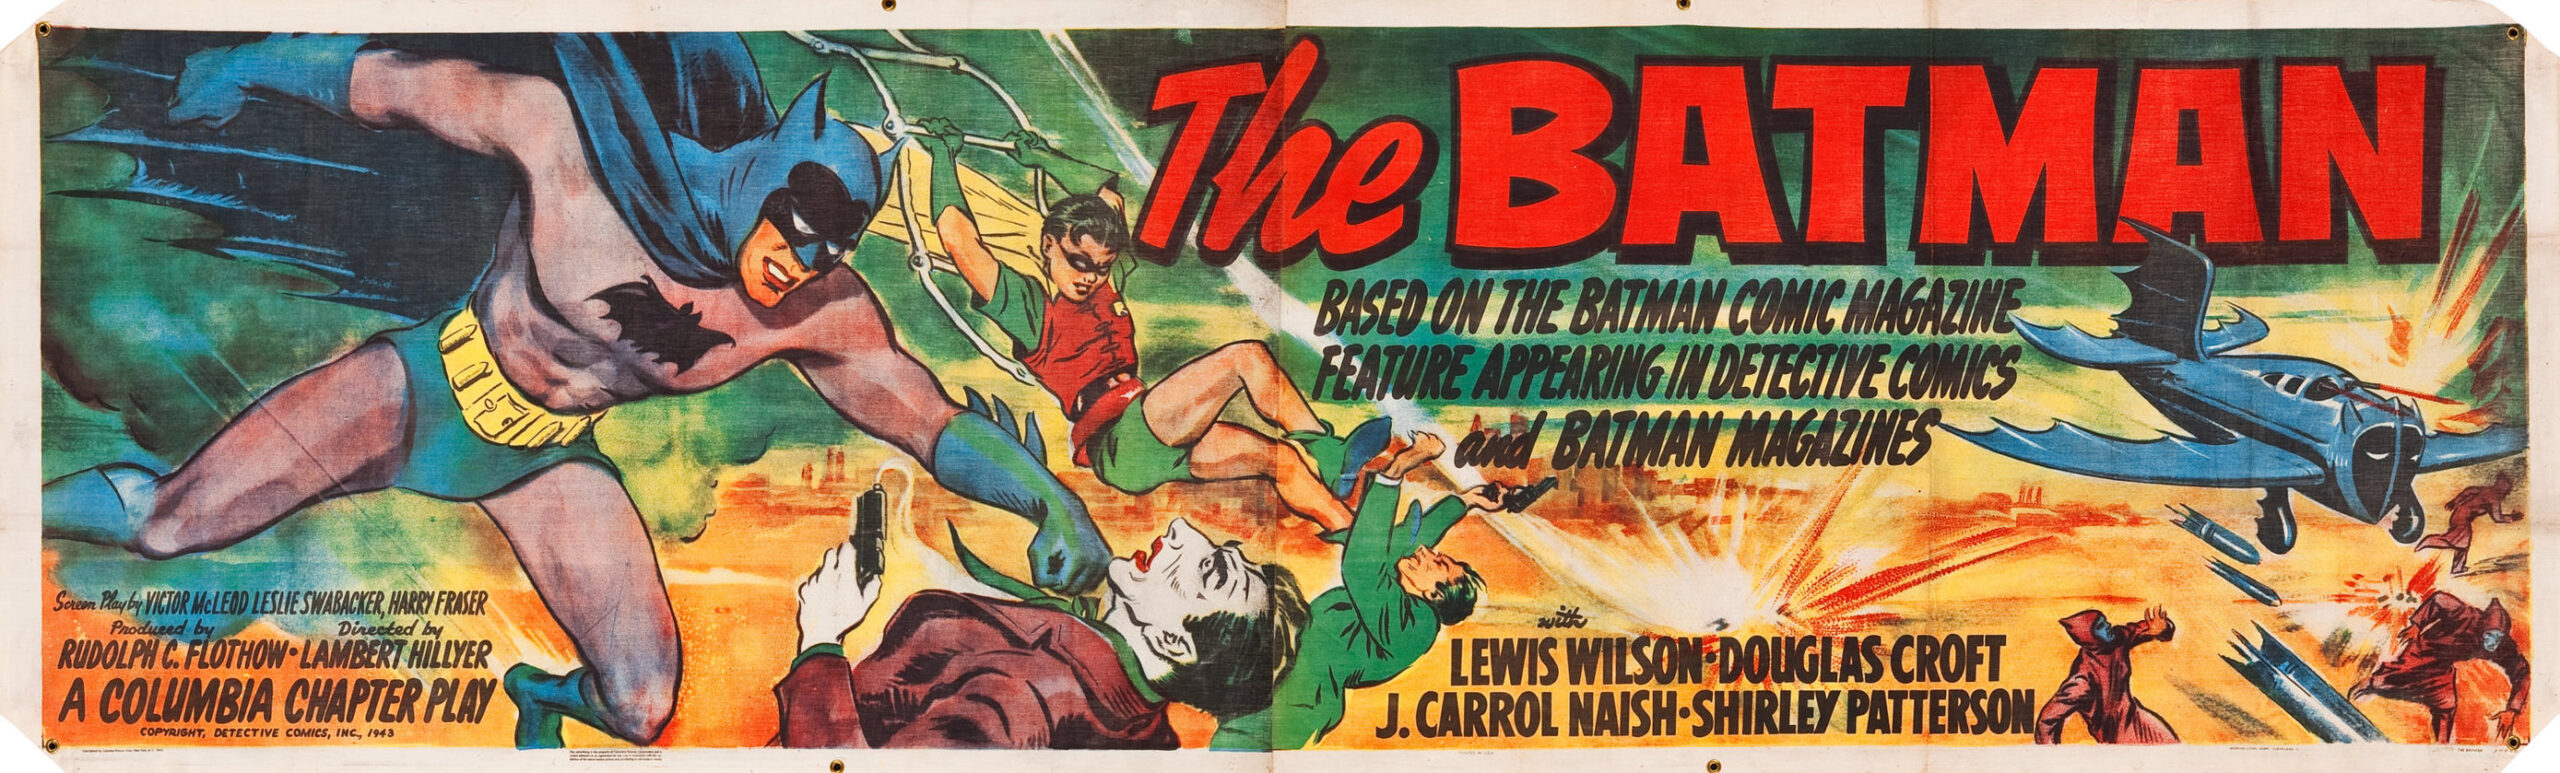 The BATMAN
BASED ON THE BATMAN COMIC MAGAZINE
FEATURE APPEARING IN DETECTIVE COMICS
and BATMAN MAGAZINES
Screen Play by VICTOR McLEOD LESLIE SWABACKER, HARRY FRASER
Produced by Directed by
RUDOLPH C. FLOTHOW • LAMBERT HILLYER
A COLUMBIA CHAPTER PLAY
COPYRIGHT, DETECTIVE COMICS, INC., 1943
with
LEWIS WILSON • DOUGLAS CROFT
J. CARROL NAISH • SHIRLEY PATTERSON